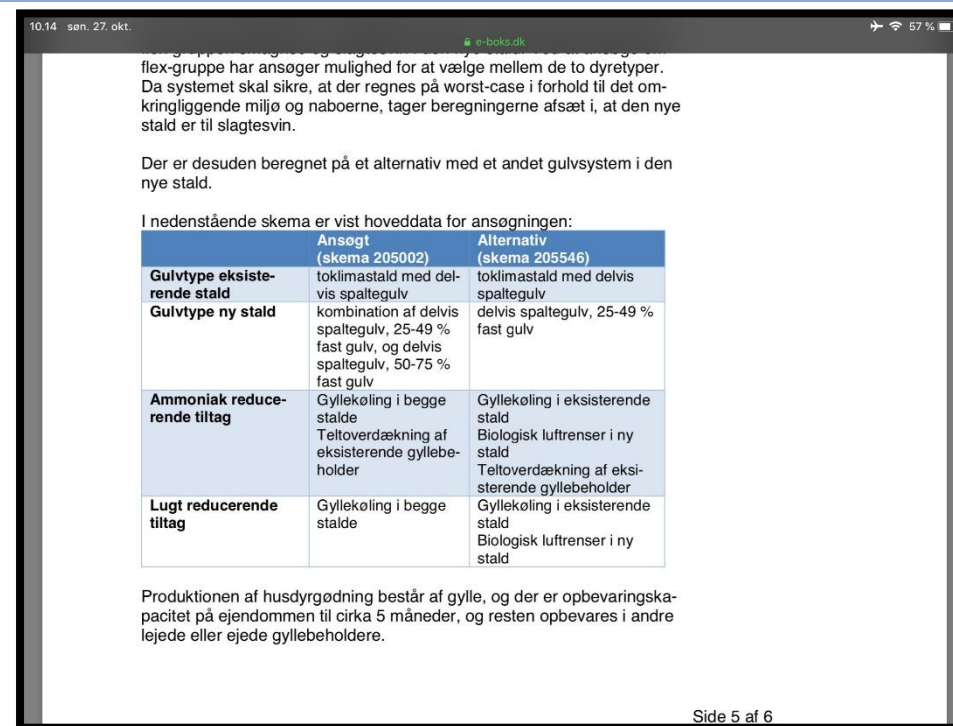 10.14 søn. 27. okt.
57 %
e-boks.dk
flex-gruppe har ansøger mulighed for at vælge mellem de to dyretyper.
Da systemet skal sikre, at der regnes på worst-case i forhold til det om-
kringliggende miljø og naboerne, tager beregningerne afsæt i, at den nye
stald er til slagtesvin.
Der er desuden beregnet på et alternativ med et andet gulvsystem i den
nye stald.
I nedenstående skema er vist hoveddata for ansøgningen:
Ansøgt
(skema 205002)
Alternativ
(skema 205546)
Gulvtype eksiste-
rende stald
toklimastald med del-
vis spaltegulv
toklimastald med delvis
spaltegulv
Gulvtype ny stald
kombination af delvis
spaltegulv, 25-49 %
fast gulv, og delvis
spaltegulv, 50-75 %
fast gulv
delvis spaltegulv, 25-49 %
fast gulv
Ammoniak reduce-
rende tiltag
Gyllekøling i begge
stalde
Teltoverdækning af
eksisterende gyllebe-
holder
Gyllekøling i eksisterende
stald
Biologisk luftrenser i ny
stald
Teltoverdækning af eksi-
sterende gyllebeholder
Lugt reducerende
tiltag
Gyllekøling i begge
stalde
Gyllekøling i eksisterende
stald
Biologisk luftrenser i ny
stald
Produktionen af husdyrgødning består af gylle, og der er opbevaringska-
pacitet på ejendommen til cirka 5 måneder, og resten opbevares i andre
lejede eller ejede gyllebeholdere.
Side 5 af 6